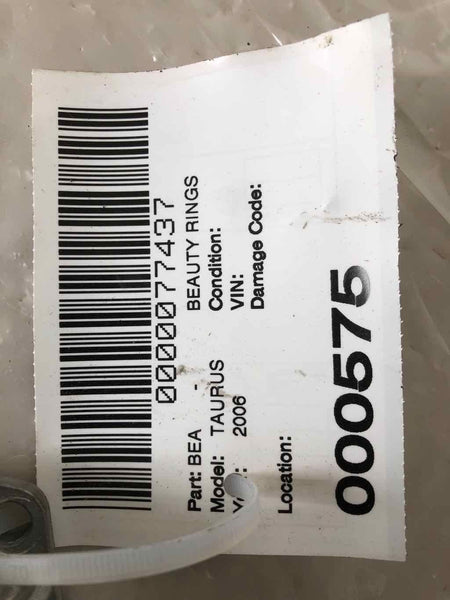 0000077437
Part: BEA - BEAUTY RINGS
Model: TAURUS Condition:
2006 VIN:
Damage Code:
Location:
000575